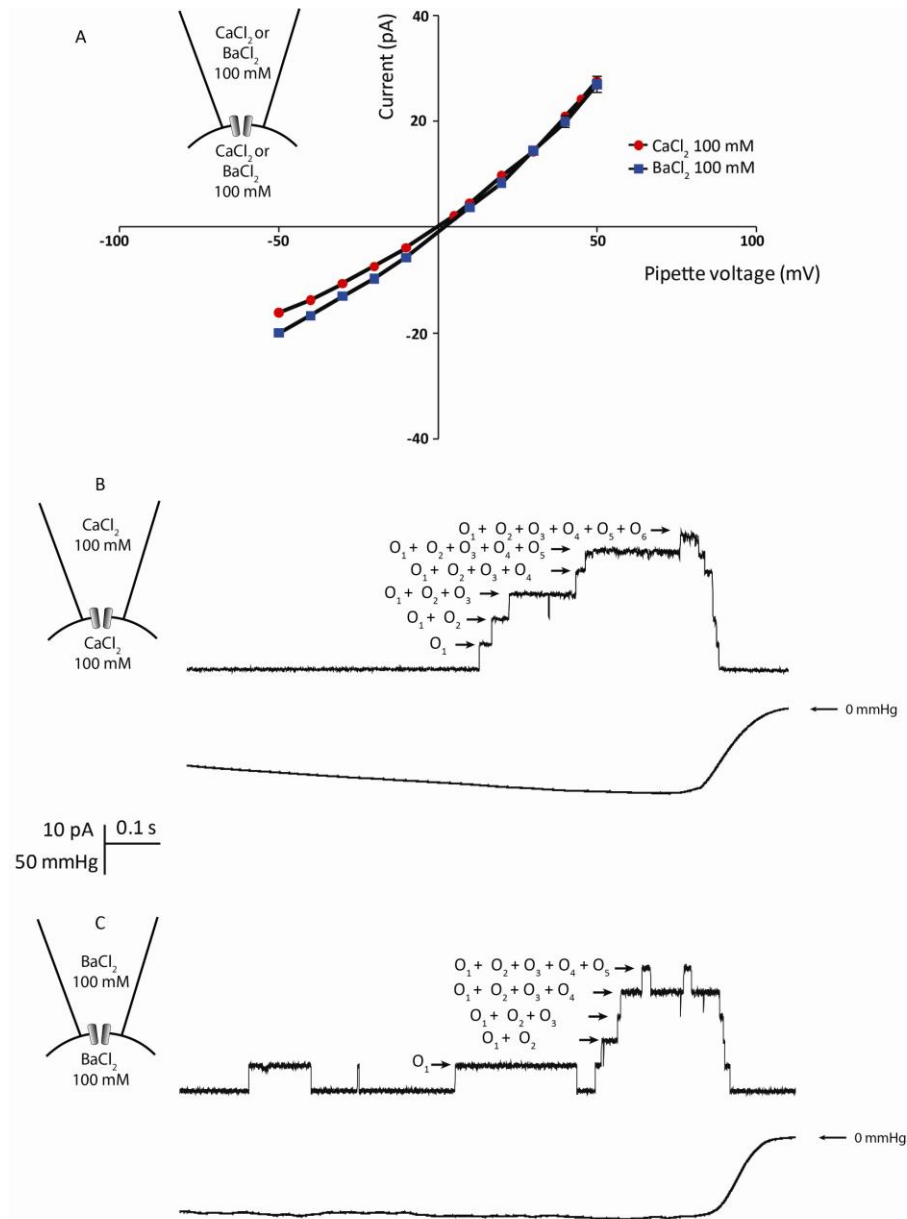 A
CaCl₂ or
BaCl₂
100 mM
CaCl₂ or
BaCl₂
100 mM
Current (pA)
40
20
-20
-40
-100
-50
0
50
100
Pipette voltage (mV)
CaCl₂ 100 mM
BaCl₂ 100 mM
B
CaCl₂
100 mM
CaCl₂
100 mM
O₁ + O₂ + O₃ + O₄ + O₅ + O₆
O₁ + O₂ + O₃ + O₄ + O₅
O₁ + O₂ + O₃ + O₄
O₁ + O₂ + O₃
O₁ + O₂
O₁
0 mmHg
10 pA
0.1 s
50 mmHg
C
BaCl₂
100 mM
BaCl₂
100 mM
O₁ + O₂ + O₃ + O₄ + O₅
O₁ + O₂ + O₃ + O₄
O₁ + O₂ + O₃
O₁ + O₂
O₁
0 mmHg